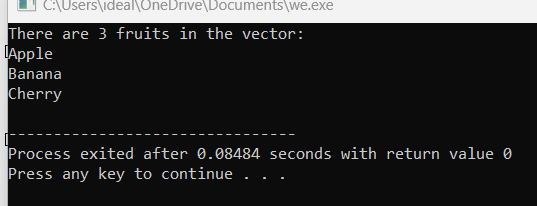 C:\Users\ideal\OneDrive\Documents\we.exe
There are 3 fruits in the vector:
Apple
Banana
Cherry
--------------------------------
Process exited after 0.08484 seconds with return value 0
Press any key to continue . . .